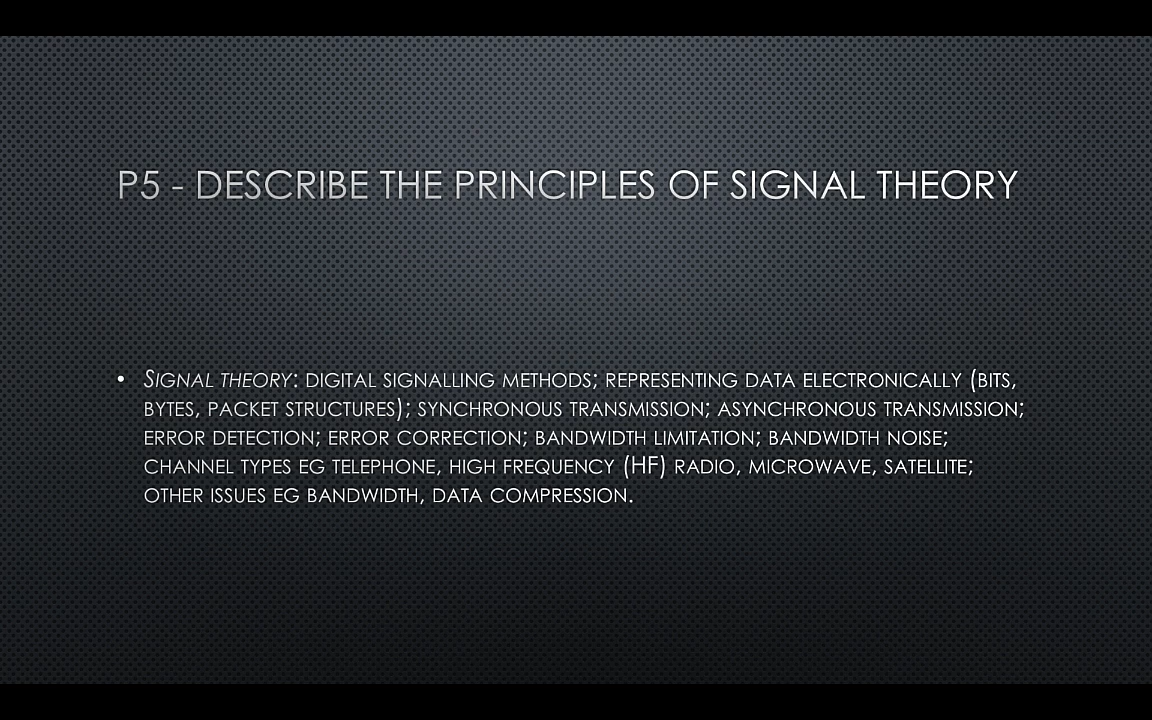 P5 - DESCRIBE THE PRINCIPLES OF SIGNAL THEORY
• SIGNAL THEORY: DIGITAL SIGNALLING METHODS; REPRESENTING DATA ELECTRONICALLY (BITS,
BYTES, PACKET STRUCTURES); SYNCHRONOUS TRANSMISSION; ASYNCHRONOUS TRANSMISSION;
ERROR DETECTION; ERROR CORRECTION; BANDWIDTH LIMITATION; BANDWIDTH NOISE;
CHANNEL TYPES EG TELEPHONE, HIGH FREQUENCY (HF) RADIO, MICROWAVE, SATELLITE;
OTHER ISSUES EG BANDWIDTH, DATA COMPRESSION.